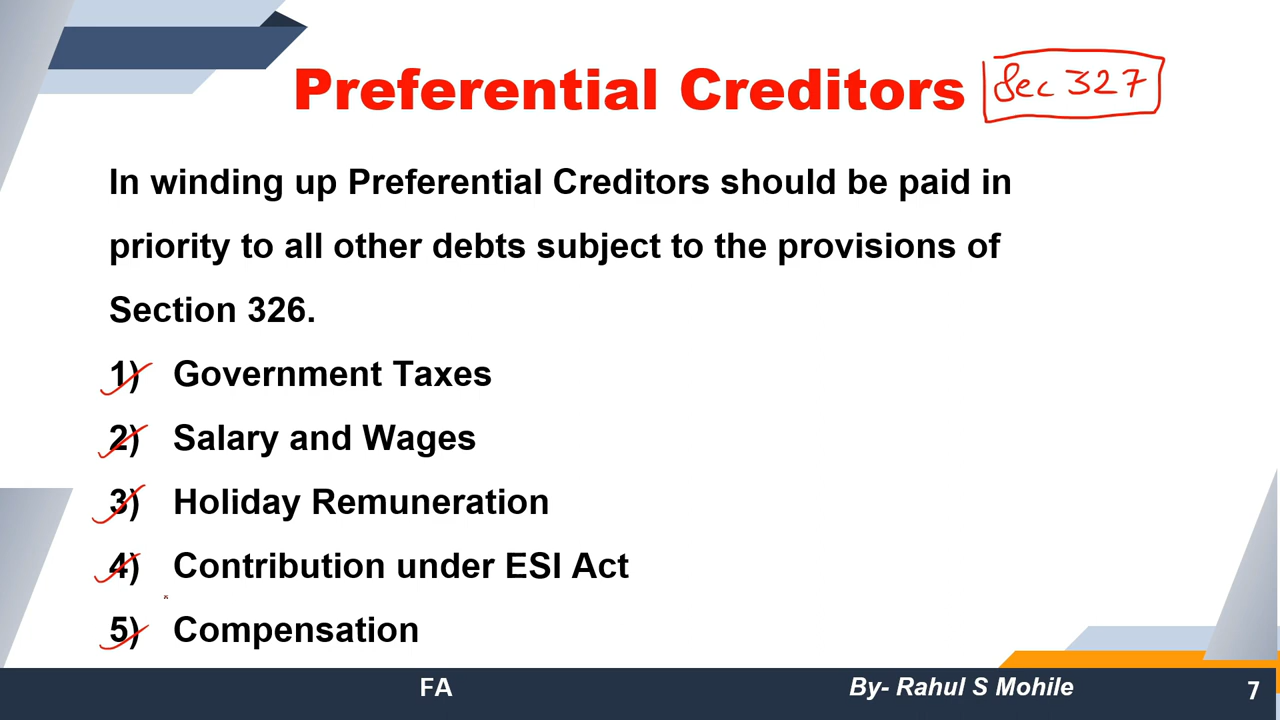 Preferential Creditors Sec 327
In winding up Preferential Creditors should be paid in
priority to all other debts subject to the provisions of
Section 326.
1) Government Taxes
2) Salary and Wages
3) Holiday Remuneration
4) Contribution under ESI Act
5) Compensation
FA By- Rahul S Mohile 7